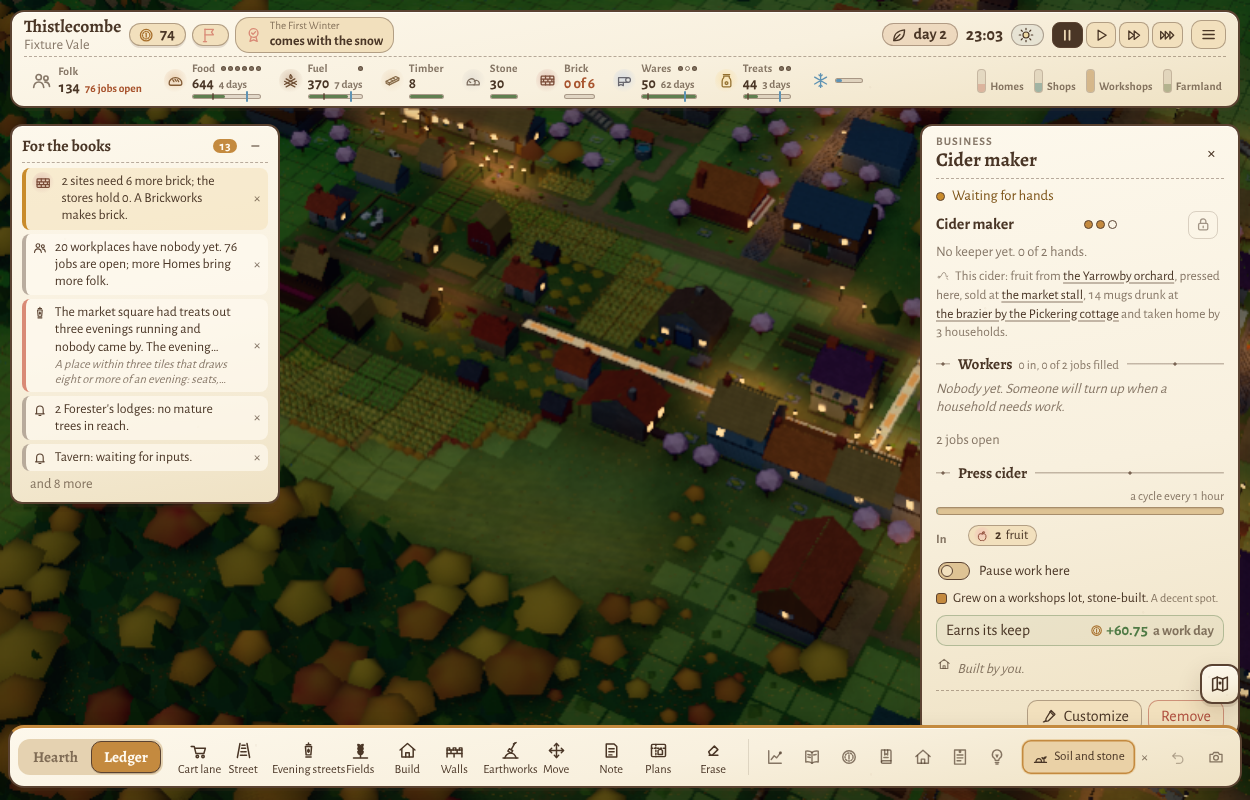 Thistlecombe
Fixture Vale
74
The First Winter
comes with the snow
day 2
23:03
Folk
134 76 jobs open
Food
644 4 days
Fuel
370 7 days
Timber
8
Stone
30
Brick
0 of 6
Wares
50 62 days
Treats
44 3 days
Homes
Shops
Workshops
Farmland
For the books
13
2 sites need 6 more brick; the
stores hold 0. A Brickworks
makes brick.
20 workplaces have nobody yet. 76
jobs are open; more Homes bring
more folk.
The market square had treats out
three evenings running and
nobody came by. The evening...
A place within three tiles that draws
eight or more of an evening: seats,...
2 Forester's lodges: no mature
trees in reach.
Tavern: waiting for inputs.
and 8 more
BUSINESS
Cider maker
Waiting for hands
Cider maker
No keeper yet. 0 of 2 hands.
This cider: fruit from the Yarrowby orchard, pressed
here, sold at the market stall, 14 mugs drunk at
the brazier by the Pickering cottage and taken home by
3 households.
Workers 0 in, 0 of 2 jobs filled
Nobody yet. Someone will turn up when a
household needs work.
2 jobs open
Press cider
a cycle every 1 hour
In
2 fruit
Pause work here
Grew on a workshops lot, stone-built. A decent spot.
Earns its keep
+60.75 a work day
Built by you.
Customize
Remove
Hearth
Ledger
Cart lane
Street
Evening streets
Fields
Build
Walls
Earthworks
Move
Note
Plans
Erase
Soil and stone